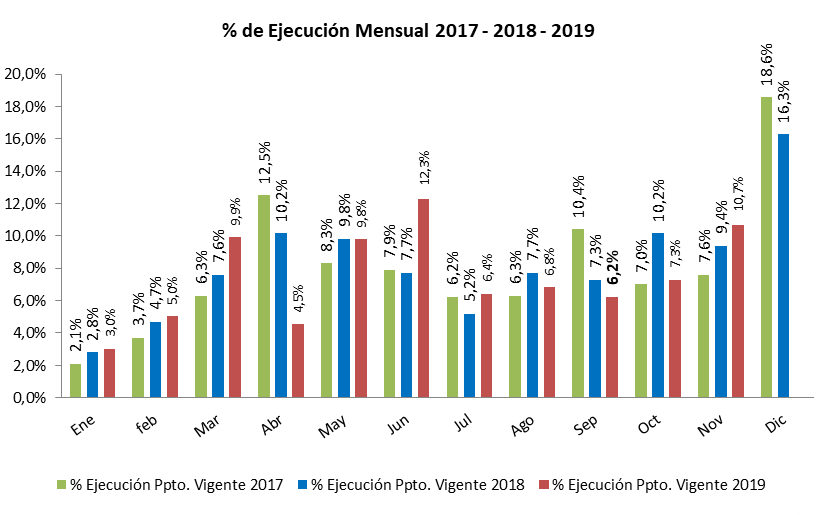 % de Ejecución Mensual 2017 - 2018 - 2019
20,0%
18,0%
16,0%
14,0%
12,0%
10,0%
8,0%
6,0%
4,0%
2,0%
0,0%
2,1%
2,8%
3,0%
3,7%
4,7%
5,0%
6,3%
7,6%
9,9%
12,5%
10,2%
4,5%
8,3%
9,8%
9,8%
7,9%
7,7%
12,3%
6,2%
5,2%
6,4%
6,3%
7,7%
6,8%
10,4%
7,3%
6,2%
7,0%
10,2%
7,3%
7,6%
9,4%
10,7%
18,6%
16,3%
Ene
feb
Mar
Abr
May
Jun
Jul
Ago
Sep
Oct
Nov
Dic
% Ejecución Ppto. Vigente 2017
% Ejecución Ppto. Vigente 2018
% Ejecución Ppto. Vigente 2019